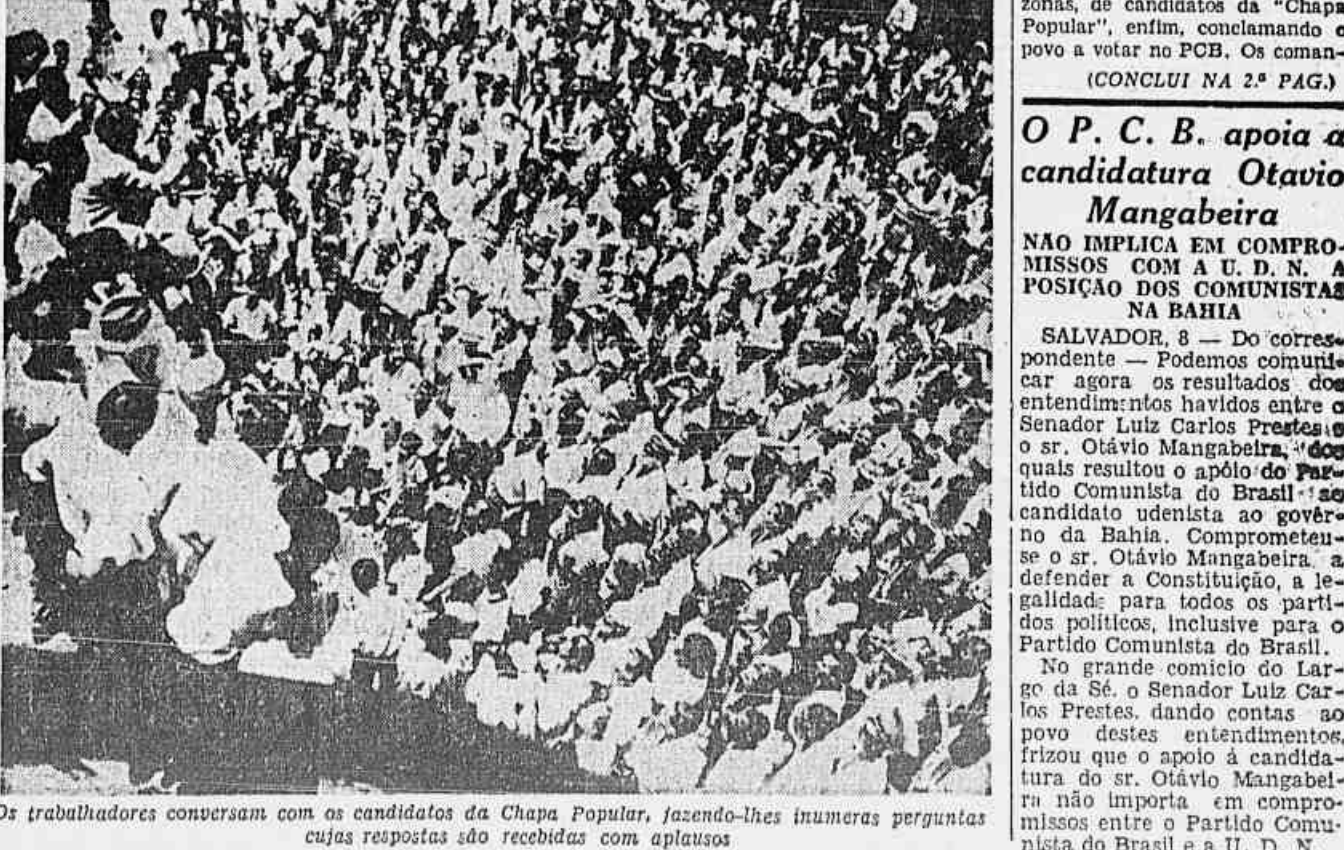 Os trabalhadores conversam com os candidatos da Chapa Popular, fazendo-lhes inumeras perguntas
cujas respostas são recebidas com aplausos
zonas, de candidatos da "Chapa
Popular", enfim, conclamando o
povo a votar no PCB. Os coman-
(CONCLUI NA 2.ª PAG.)
O P. C. B. apoia a
candidatura Otavio
Mangabeira
NÃO IMPLICA EM COMPRO-
MISSOS COM A U. D. N. A
POSIÇÃO DOS COMUNISTAS
NA BAHIA
SALVADOR, 8 — Do corres-
pondente — Podemos comuni-
car agora os resultados dos
entendimentos havidos entre o
Senador Luiz Carlos Prestes e
o sr. Otávio Mangabeira, dos
quais resultou o apôio do Par-
tido Comunista do Brasil ao
candidato udenista ao govêr-
no da Bahia. Comprometeu-
se o sr. Otávio Mangabeira a
defender a Constituição, a le-
galidade para todos os parti-
dos políticos, inclusive para o
Partido Comunista do Brasil.
No grande comicio do Lar-
go da Sé, o Senador Luiz Car-
los Prestes, dando contas ao
povo destes entendimentos,
frizou que o apoio á candida-
tura do sr. Otávio Mangabei-
ra não importa em compro-
missos entre o Partido Comu-
nista do Brasil e a U. D. N.